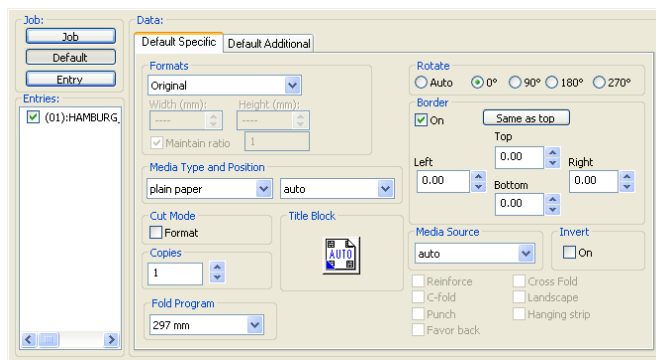 Job:
Job
Default
Entry
Entries:
(01):HAMBURG_
Data:
Default Specific
Default Additional
Formats
Original
Width (mm):
Height (mm):
----
----
Maintain ratio
1
Media Type and Position
plain paper
auto
Cut Mode
Format
Copies
1
Title Block
AUTO
Fold Program
297 mm
Rotate
Auto
0°
90°
180°
270°
Border
On
Same as top
Top
0.00
Left
0.00
Right
0.00
Bottom
0.00
Media Source
auto
Invert
On
Reinforce
Cross Fold
C-fold
Landscape
Punch
Hanging strip
Favor back